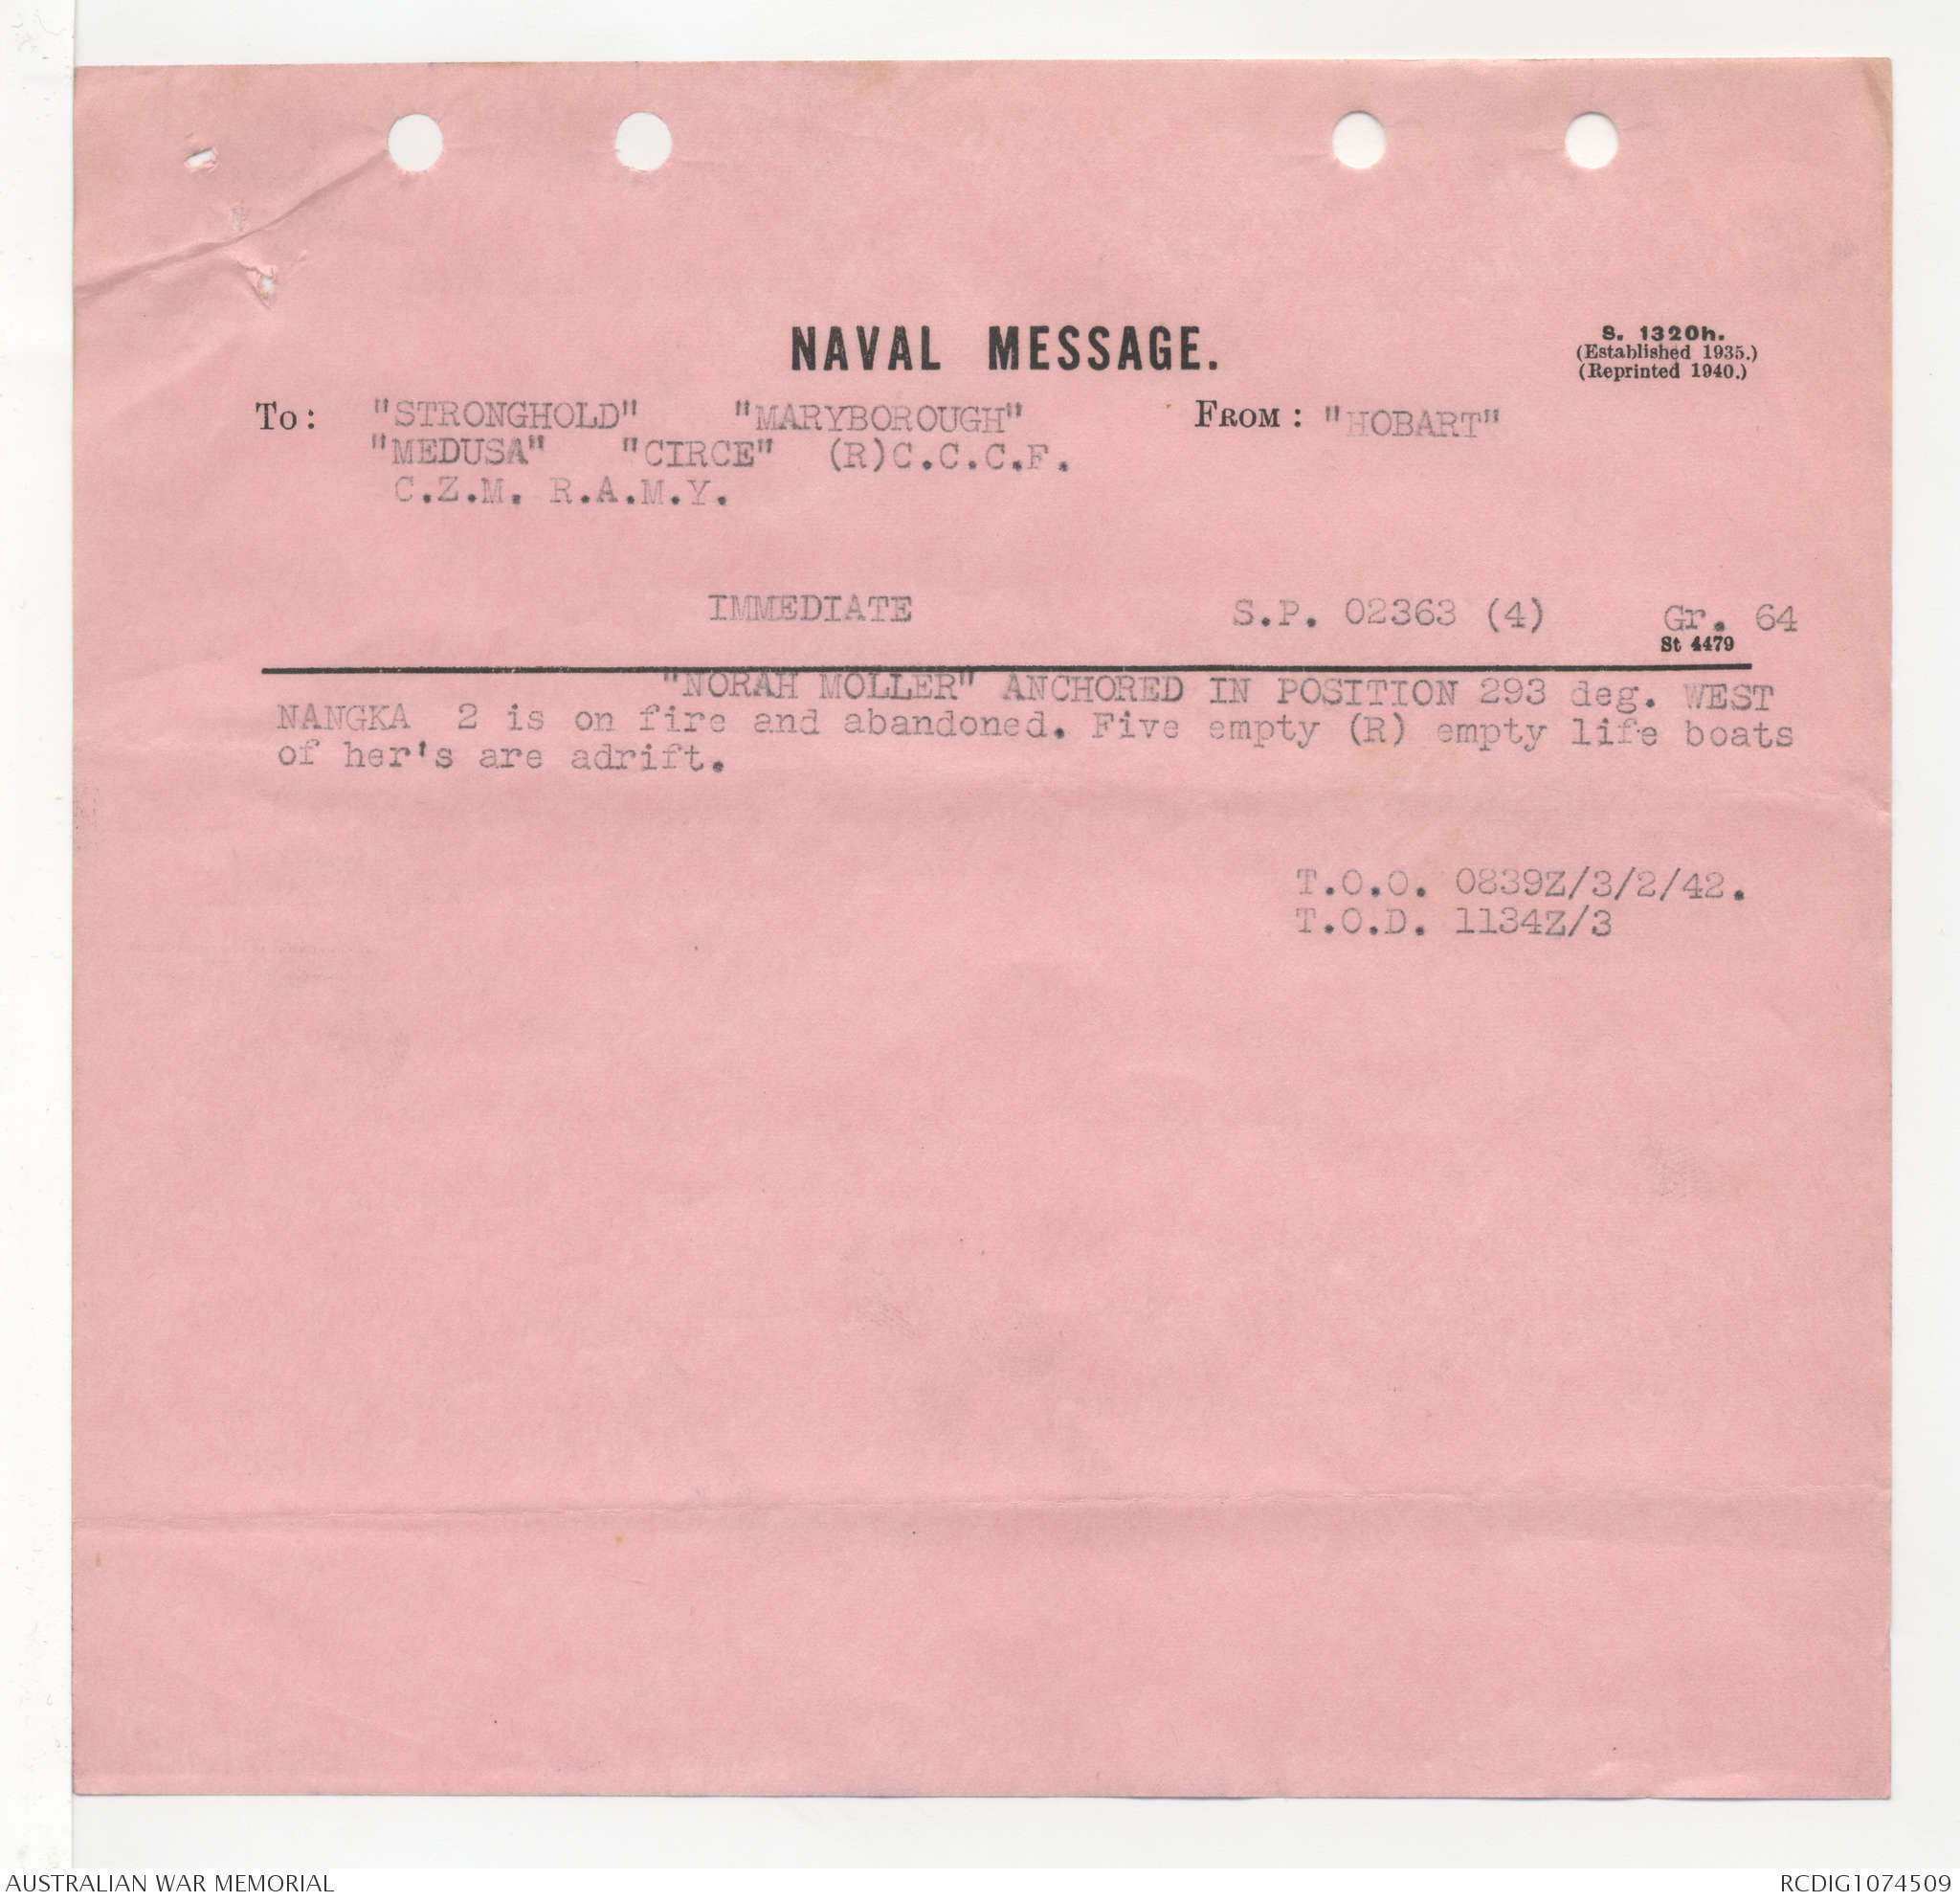 NAVAL MESSAGE.
S. 1320h.
(Established 1935.)
(Reprinted 1940.)
To: "STRONGHOLD" "MARYBOROUGH" FROM: "HOBART"
"MEDUSA" "CIRCE" (R)C.C.C.F.
C.Z.M. R.A.M.Y.
IMMEDIATE S.P. 02363 (4) Gr. 64
St 4479
"NORAH MOLLER" ANCHORED IN POSITION 293 deg. WEST
NANGKA 2 is on fire and abandoned. Five empty (R) empty life boats
of her's are adrift.
T.O.O. 0839Z/3/2/42.
T.O.D. 1134Z/3
AUSTRALIAN WAR MEMORIAL
RCDIG1074509